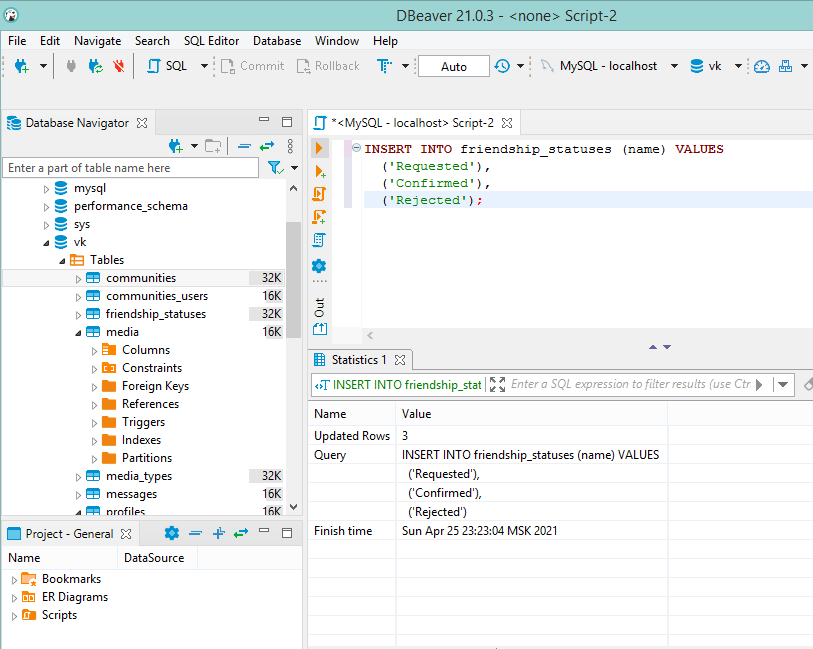 DBeaver 21.0.3 - <none> Script-2
File Edit Navigate Search SQL Editor Database Window Help
SQL Commit Rollback Auto MySQL - localhost vk
Database Navigator
*<MySQL - localhost> Script-2
Enter a part of table name here
mysql
performance_schema
sys
vk
Tables
communities 32K
communities_users 16K
friendship_statuses 32K
media 16K
Columns
Constraints
Foreign Keys
References
Triggers
Indexes
Partitions
media_types 32K
messages 16K
profiles 16K
INSERT INTO friendship_statuses (name) VALUES
('Requested'),
('Confirmed'),
('Rejected');
Out
Statistics 1
INSERT INTO friendship_stat Enter a SQL expression to filter results (use Ctr
Name Value
Updated Rows 3
Query INSERT INTO friendship_statuses (name) VALUES
('Requested'),
('Confirmed'),
('Rejected')
Finish time Sun Apr 25 23:23:04 MSK 2021
Project - General
Name DataSource
Bookmarks
ER Diagrams
Scripts